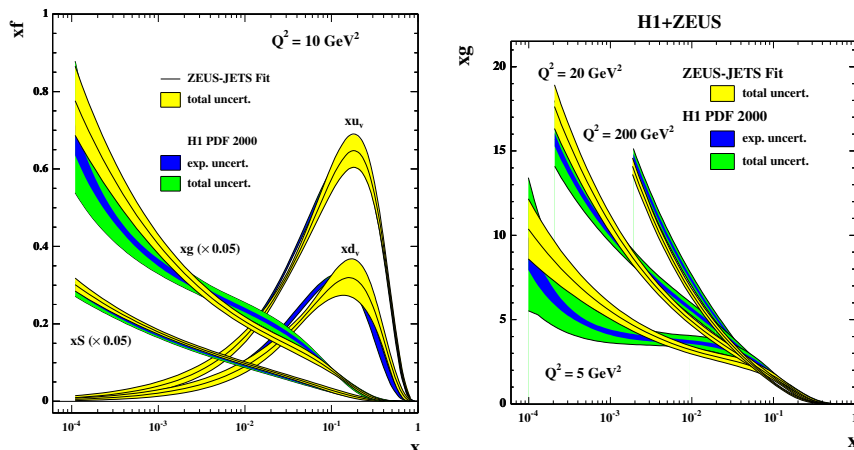 xf
1
0.8
0.6
0.4
0.2
0
Q² = 10 GeV²
ZEUS-JETS Fit
total uncert.
H1 PDF 2000
exp. uncert.
total uncert.
xuᵥ
xdᵥ
xg (× 0.05)
xS (× 0.05)
10⁻⁴
10⁻³
10⁻²
10⁻¹
1
x
H1+ZEUS
xg
20
15
10
5
0
Q² = 20 GeV²
Q² = 200 GeV²
ZEUS-JETS Fit
total uncert.
H1 PDF 2000
exp. uncert.
total uncert.
Q² = 5 GeV²
10⁻⁴
10⁻³
10⁻²
10⁻¹
1
x